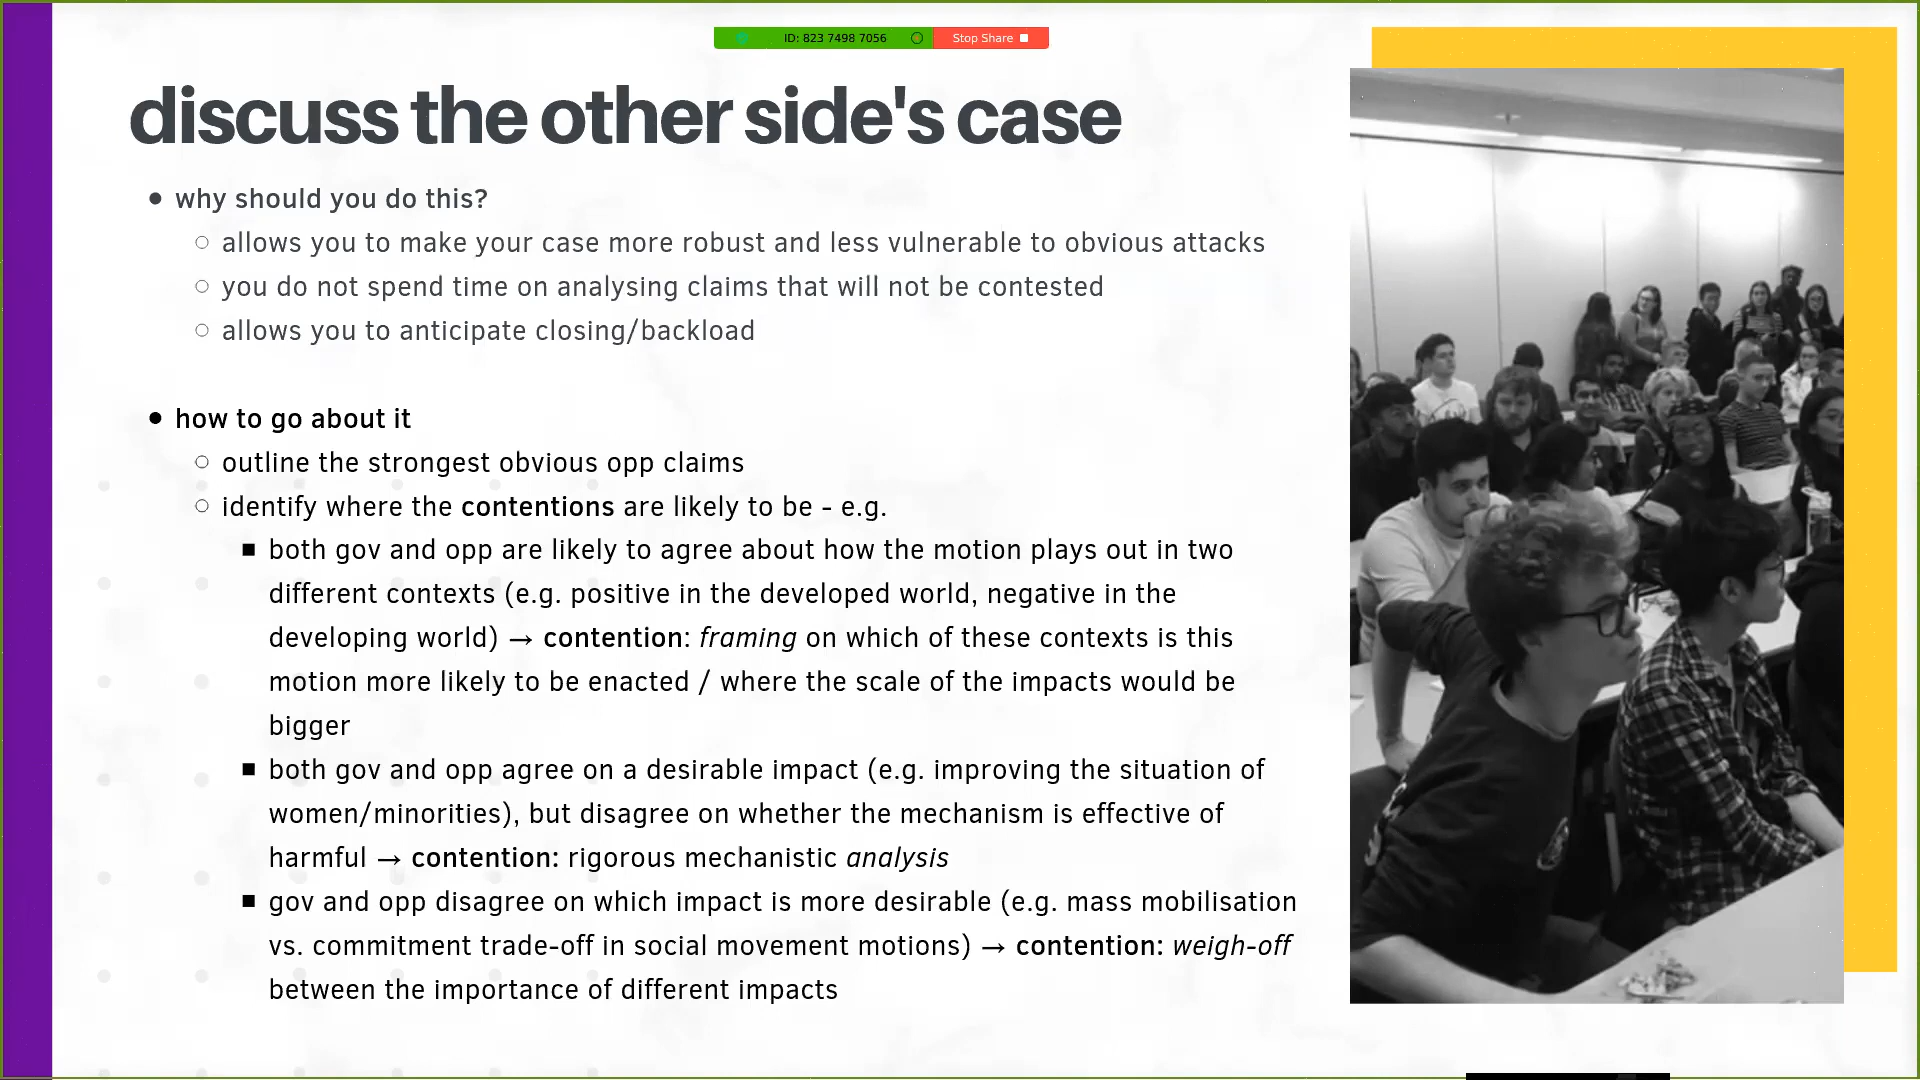 ID: 823 7498 7056 Stop Share
discuss the other side's case
• why should you do this?
○ allows you to make your case more robust and less vulnerable to obvious attacks
○ you do not spend time on analysing claims that will not be contested
○ allows you to anticipate closing/backload
• how to go about it
○ outline the strongest obvious opp claims
○ identify where the contentions are likely to be - e.g.
■ both gov and opp are likely to agree about how the motion plays out in two
different contexts (e.g. positive in the developed world, negative in the
developing world) → contention: framing on which of these contexts is this
motion more likely to be enacted / where the scale of the impacts would be
bigger
■ both gov and opp agree on a desirable impact (e.g. improving the situation of
women/minorities), but disagree on whether the mechanism is effective of
harmful → contention: rigorous mechanistic analysis
■ gov and opp disagree on which impact is more desirable (e.g. mass mobilisation
vs. commitment trade-off in social movement motions) → contention: weigh-off
between the importance of different impacts